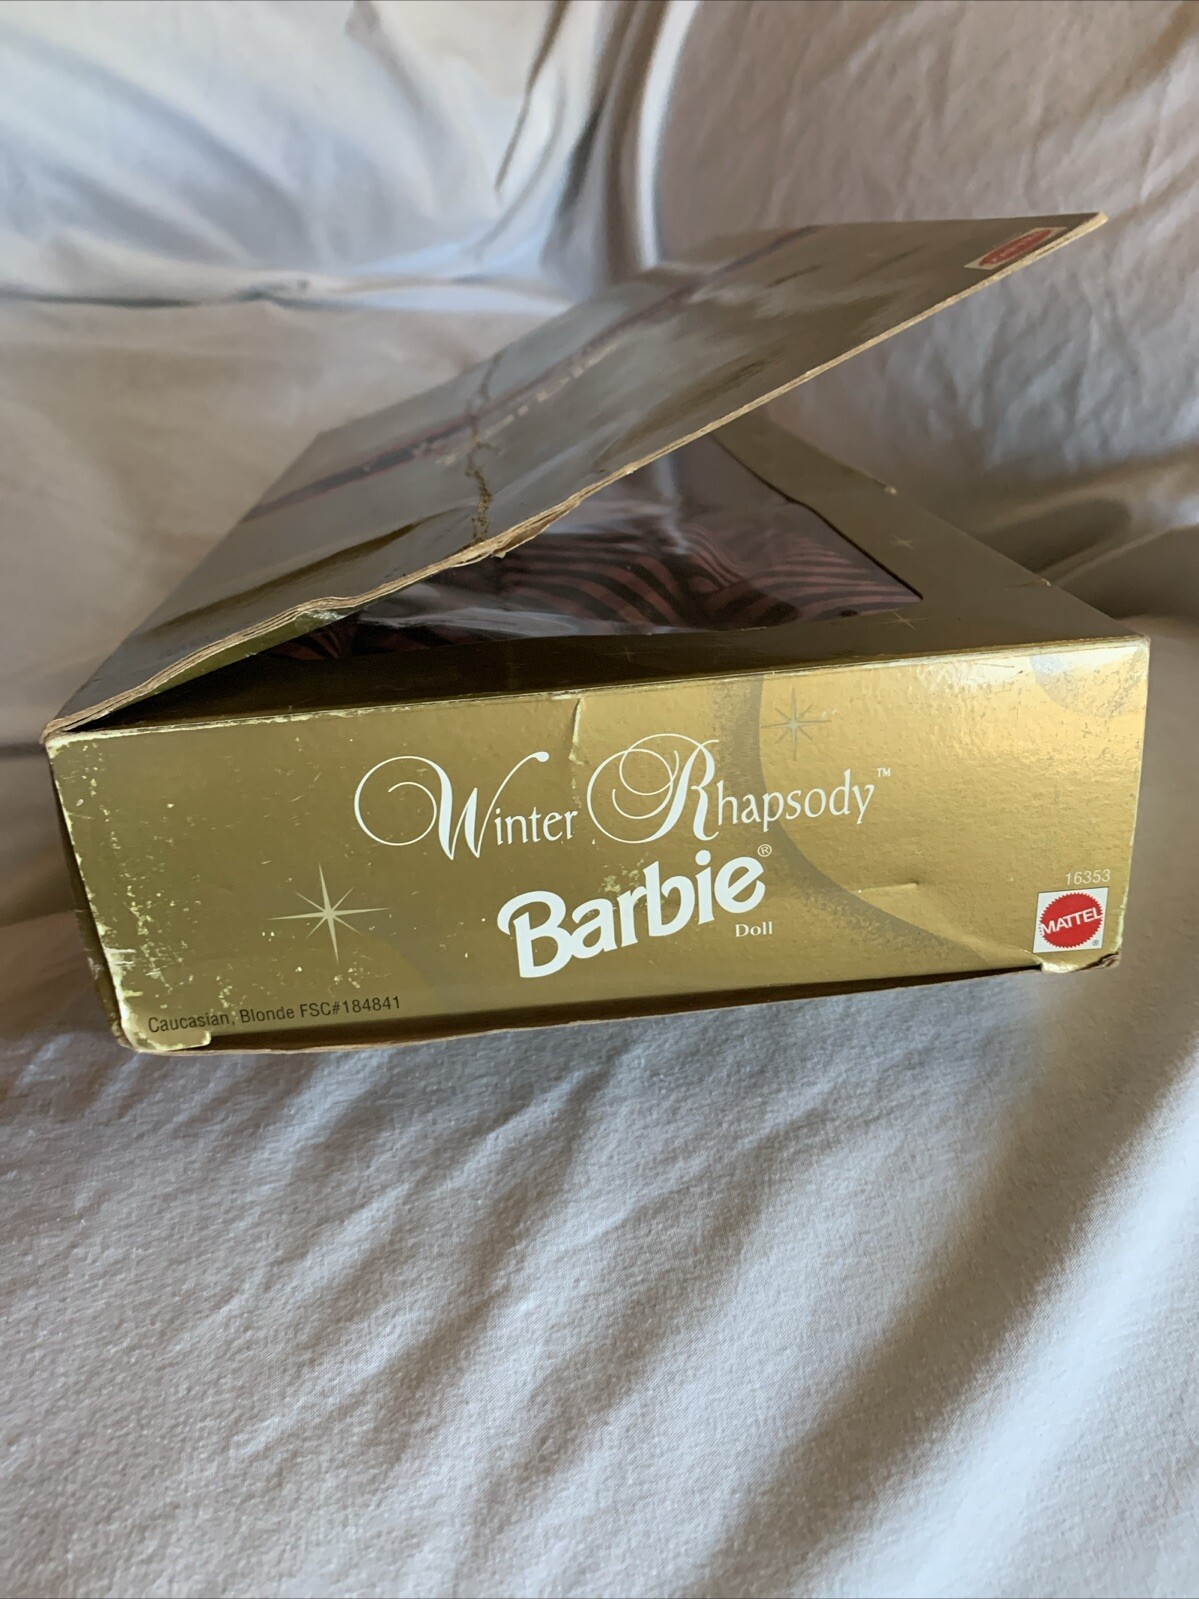 Winter Rhapsody™
Barbie®
Doll
16353
MATTEL
®
Caucasian, Blonde FSC#184841